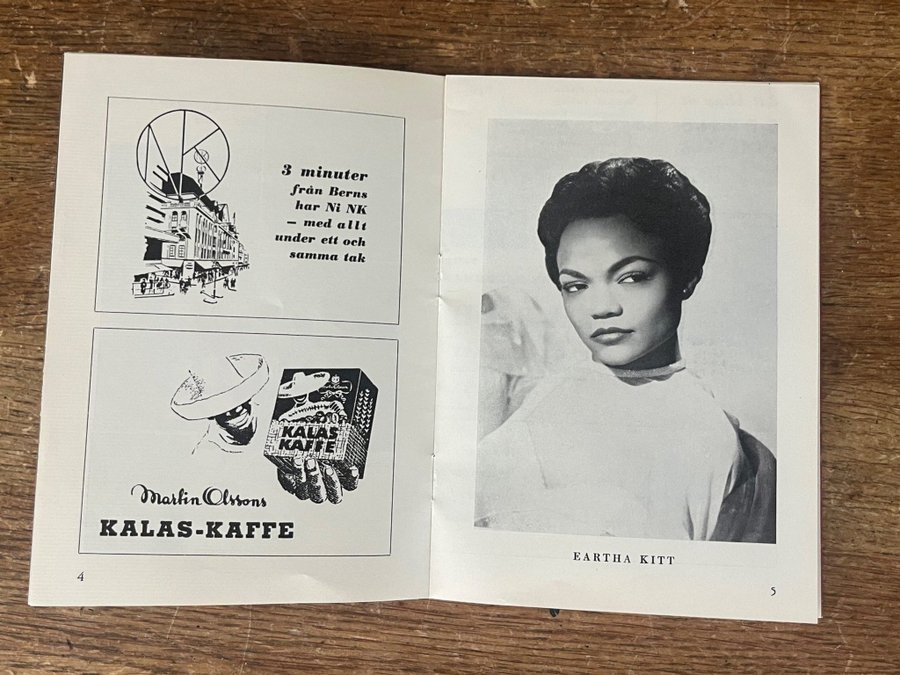 3 minuter
från Berns
har Ni NK
— med allt
under ett och
samma tak
KALAS
KAFFE
Martin Olssons
KALAS-KAFFE
4
EARTHA KITT
5